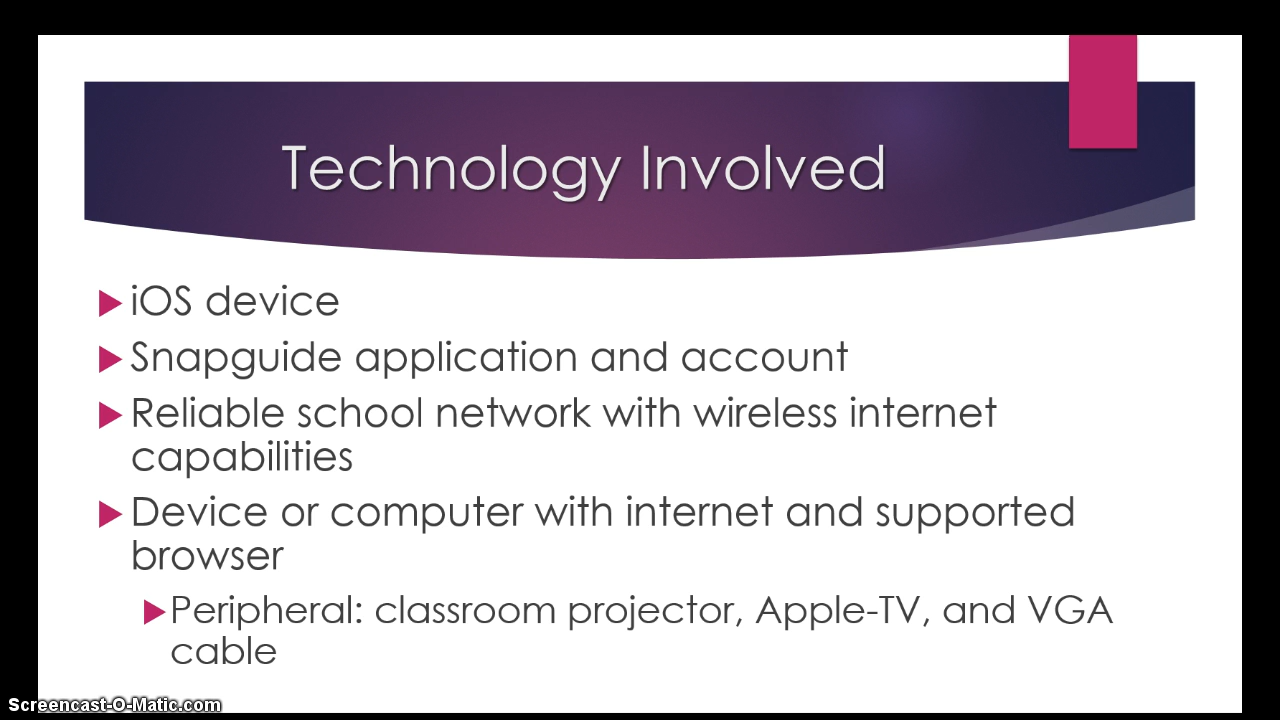 Technology Involved
iOS device
Snapguide application and account
Reliable school network with wireless internet
capabilities
Device or computer with internet and supported
browser
Peripheral: classroom projector, Apple-TV, and VGA
cable
Screencast-O-Matic.com